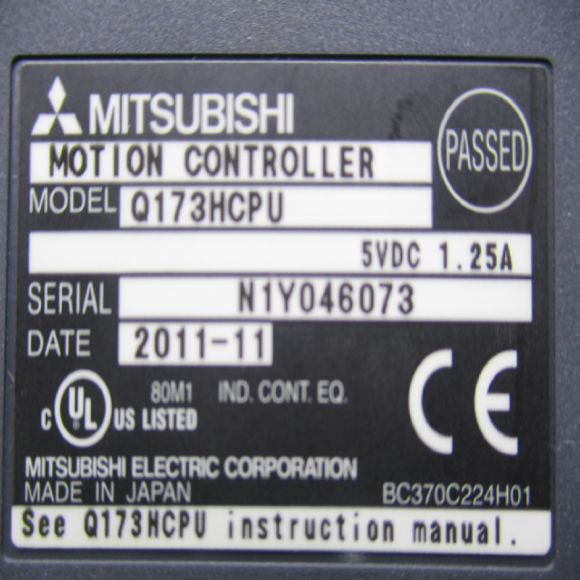 MITSUBISHI
MOTION CONTROLLER
PASSED
MODEL Q173HCPU
5VDC 1.25A
SERIAL N1Y046073
DATE 2011-11
80M1 IND. CONT. EQ.
C UL ® US LISTED
CE
MITSUBISHI ELECTRIC CORPORATION
MADE IN JAPAN BC370C224H01
See Q173HCPU instruction manual.